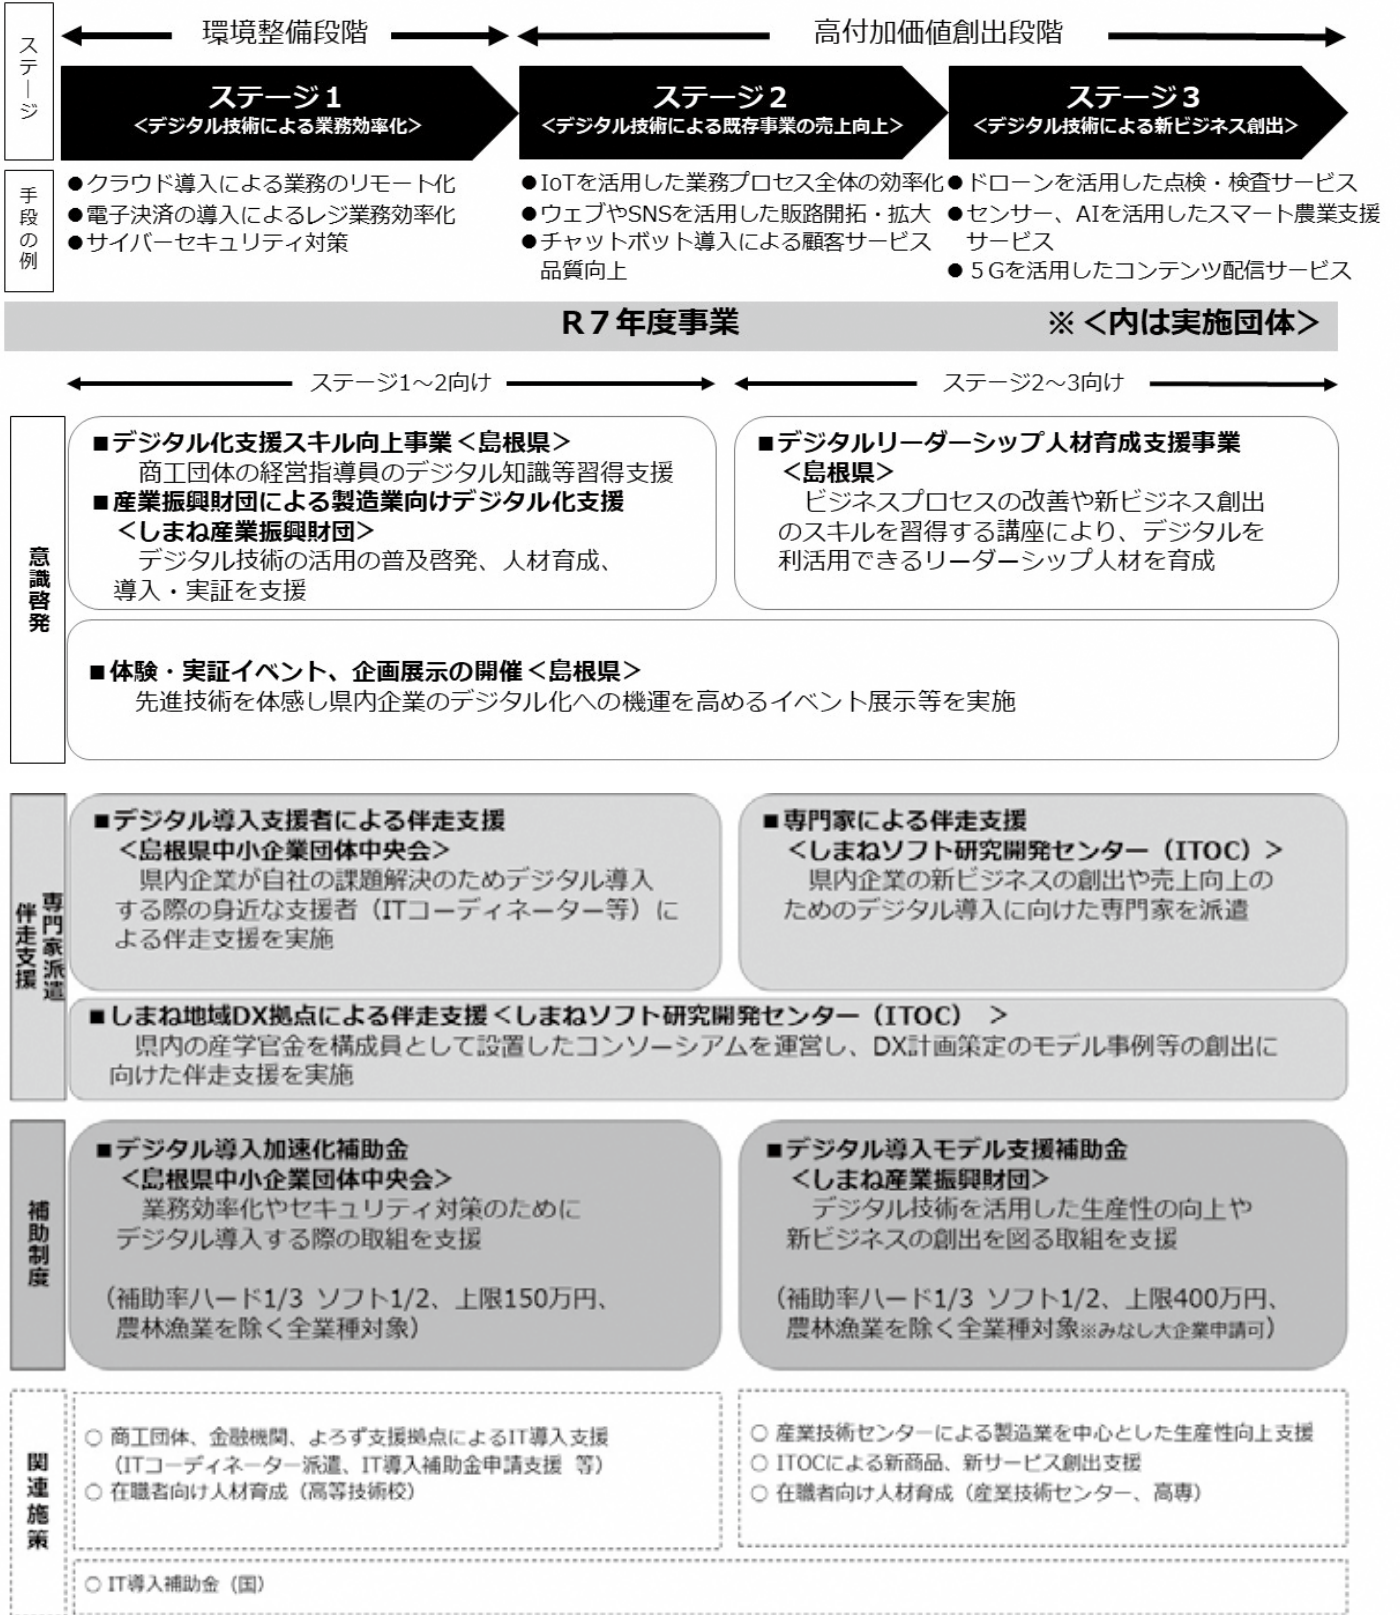 ステージ
環境整備段階
高付加価値創出段階
ステージ１
＜デジタル技術による業務効率化＞
ステージ２
＜デジタル技術による既存事業の売上向上＞
ステージ３
＜デジタル技術による新ビジネス創出＞
手段の例
●クラウド導入による業務のリモート化
●電子決済の導入によるレジ業務効率化
●サイバーセキュリティ対策
●IoTを活用した業務プロセス全体の効率化
●ウェブやSNSを活用した販路開拓・拡大
●チャットボット導入による顧客サービス
品質向上
●ドローンを活用した点検・検査サービス
●センサー、AIを活用したスマート農業支援
サービス
●５Gを活用したコンテンツ配信サービス
R７年度事業
※＜内は実施団体＞
ステージ1～2向け
ステージ2～3向け
意識啓発
■デジタル化支援スキル向上事業＜島根県＞
商工団体の経営指導員のデジタル知識等習得支援
■産業振興財団による製造業向けデジタル化支援
＜しまね産業振興財団＞
デジタル技術の活用の普及啓発、人材育成、
導入・実証を支援
■デジタルリーダーシップ人材育成支援事業
＜島根県＞
ビジネスプロセスの改善や新ビジネス創出
のスキルを習得する講座により、デジタルを
利活用できるリーダーシップ人材を育成
■体験・実証イベント、企画展示の開催＜島根県＞
先進技術を体感し県内企業のデジタル化への機運を高めるイベント展示等を実施
専門家派遣
伴走支援
■デジタル導入支援者による伴走支援
＜島根県中小企業団体中央会＞
県内企業が自社の課題解決のためデジタル導入
する際の身近な支援者（ITコーディネーター等）に
よる伴走支援を実施
■専門家による伴走支援
＜しまねソフト研究開発センター（ITOC）＞
県内企業の新ビジネスの創出や売上向上の
ためのデジタル導入に向けた専門家を派遣
■しまね地域DX拠点による伴走支援＜しまねソフト研究開発センター（ITOC） ＞
県内の産学官金を構成員として設置したコンソーシアムを運営し、DX計画策定のモデル事例等の創出に
向けた伴走支援を実施
補助制度
■デジタル導入加速化補助金
＜島根県中小企業団体中央会＞
業務効率化やセキュリティ対策のために
デジタル導入する際の取組を支援
（補助率ハード1/3 ソフト1/2、上限150万円、
農林漁業を除く全業種対象）
■デジタル導入モデル支援補助金
＜しまね産業振興財団＞
デジタル技術を活用した生産性の向上や
新ビジネスの創出を図る取組を支援
（補助率ハード1/3 ソフト1/2、上限400万円、
農林漁業を除く全業種対象※みなし大企業申請可）
関連施策
○ 商工団体、金融機関、よろず支援拠点によるIT導入支援
（ITコーディネーター派遣、IT導入補助金申請支援 等）
○ 在職者向け人材育成（高等技術校）
○ 産業技術センターによる製造業を中心とした生産性向上支援
○ ITOCによる新商品、新サービス創出支援
○ 在職者向け人材育成（産業技術センター、高専）
○ IT導入補助金（国）